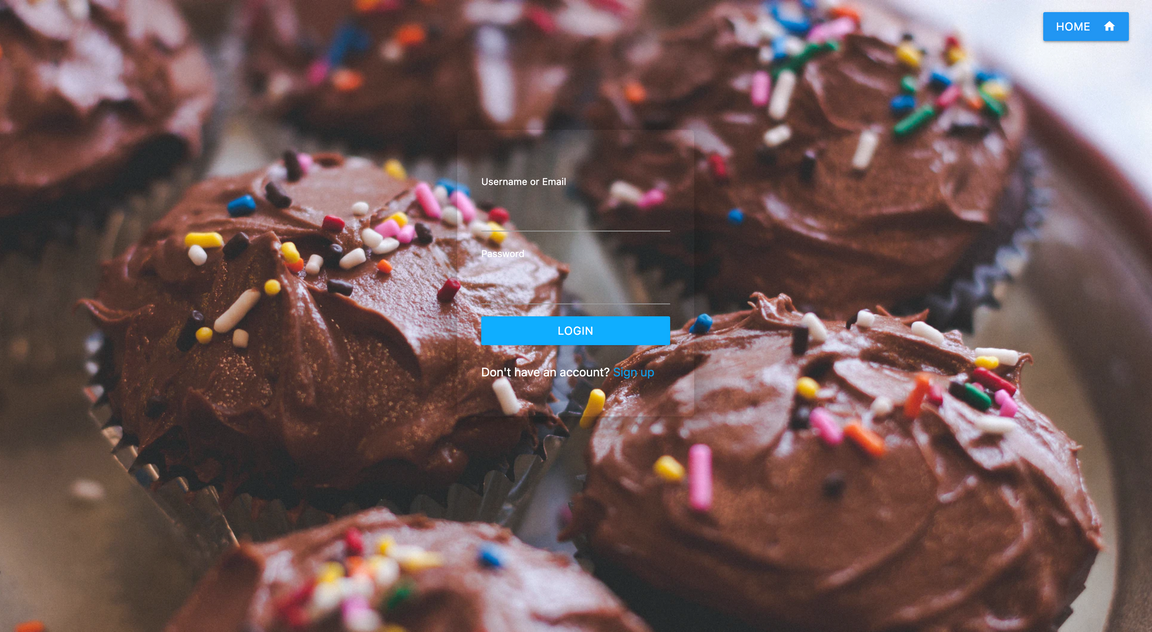 HOME
Username or Email
Password
LOGIN
Don't have an account? Sign up